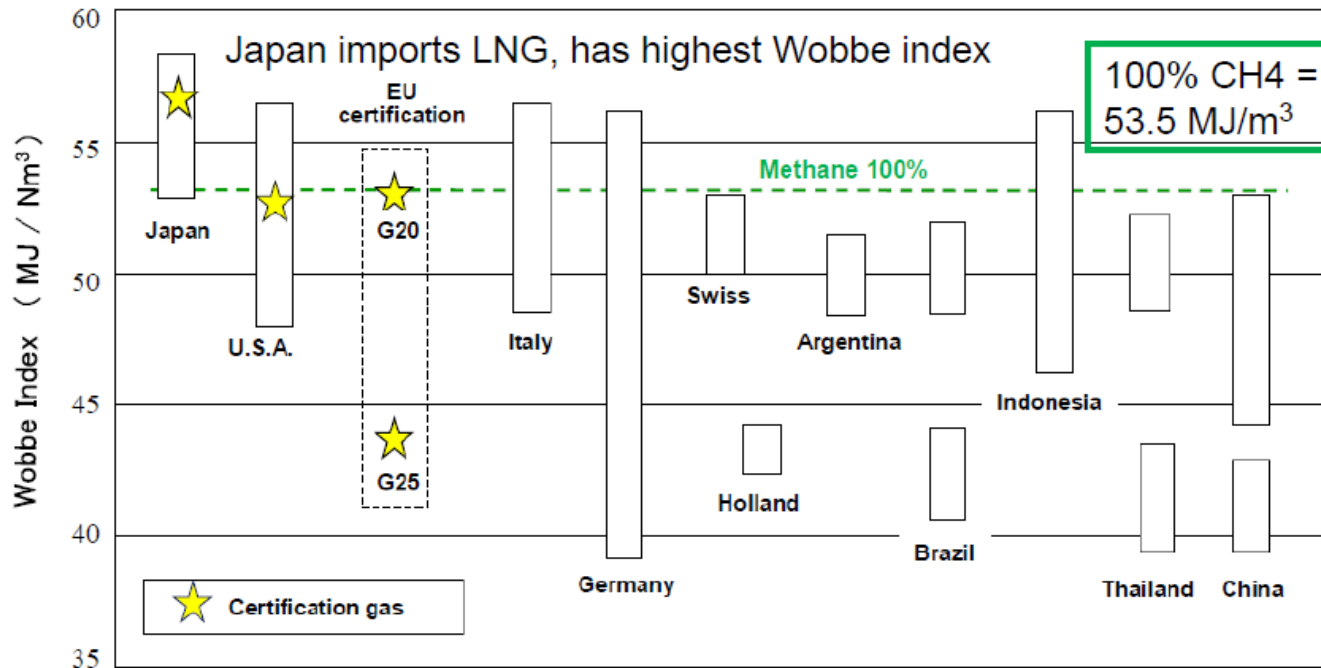 Japan imports LNG, has highest Wobbe index
100% CH4 =
53.5 MJ/m³
EU
certification
Methane 100%
Wobbe Index ( MJ / Nm³ )
60
55
50
45
40
35
Japan
U.S.A.
G20
G25
Italy
Germany
Swiss
Holland
Argentina
Brazil
Indonesia
Thailand
China
Certification gas